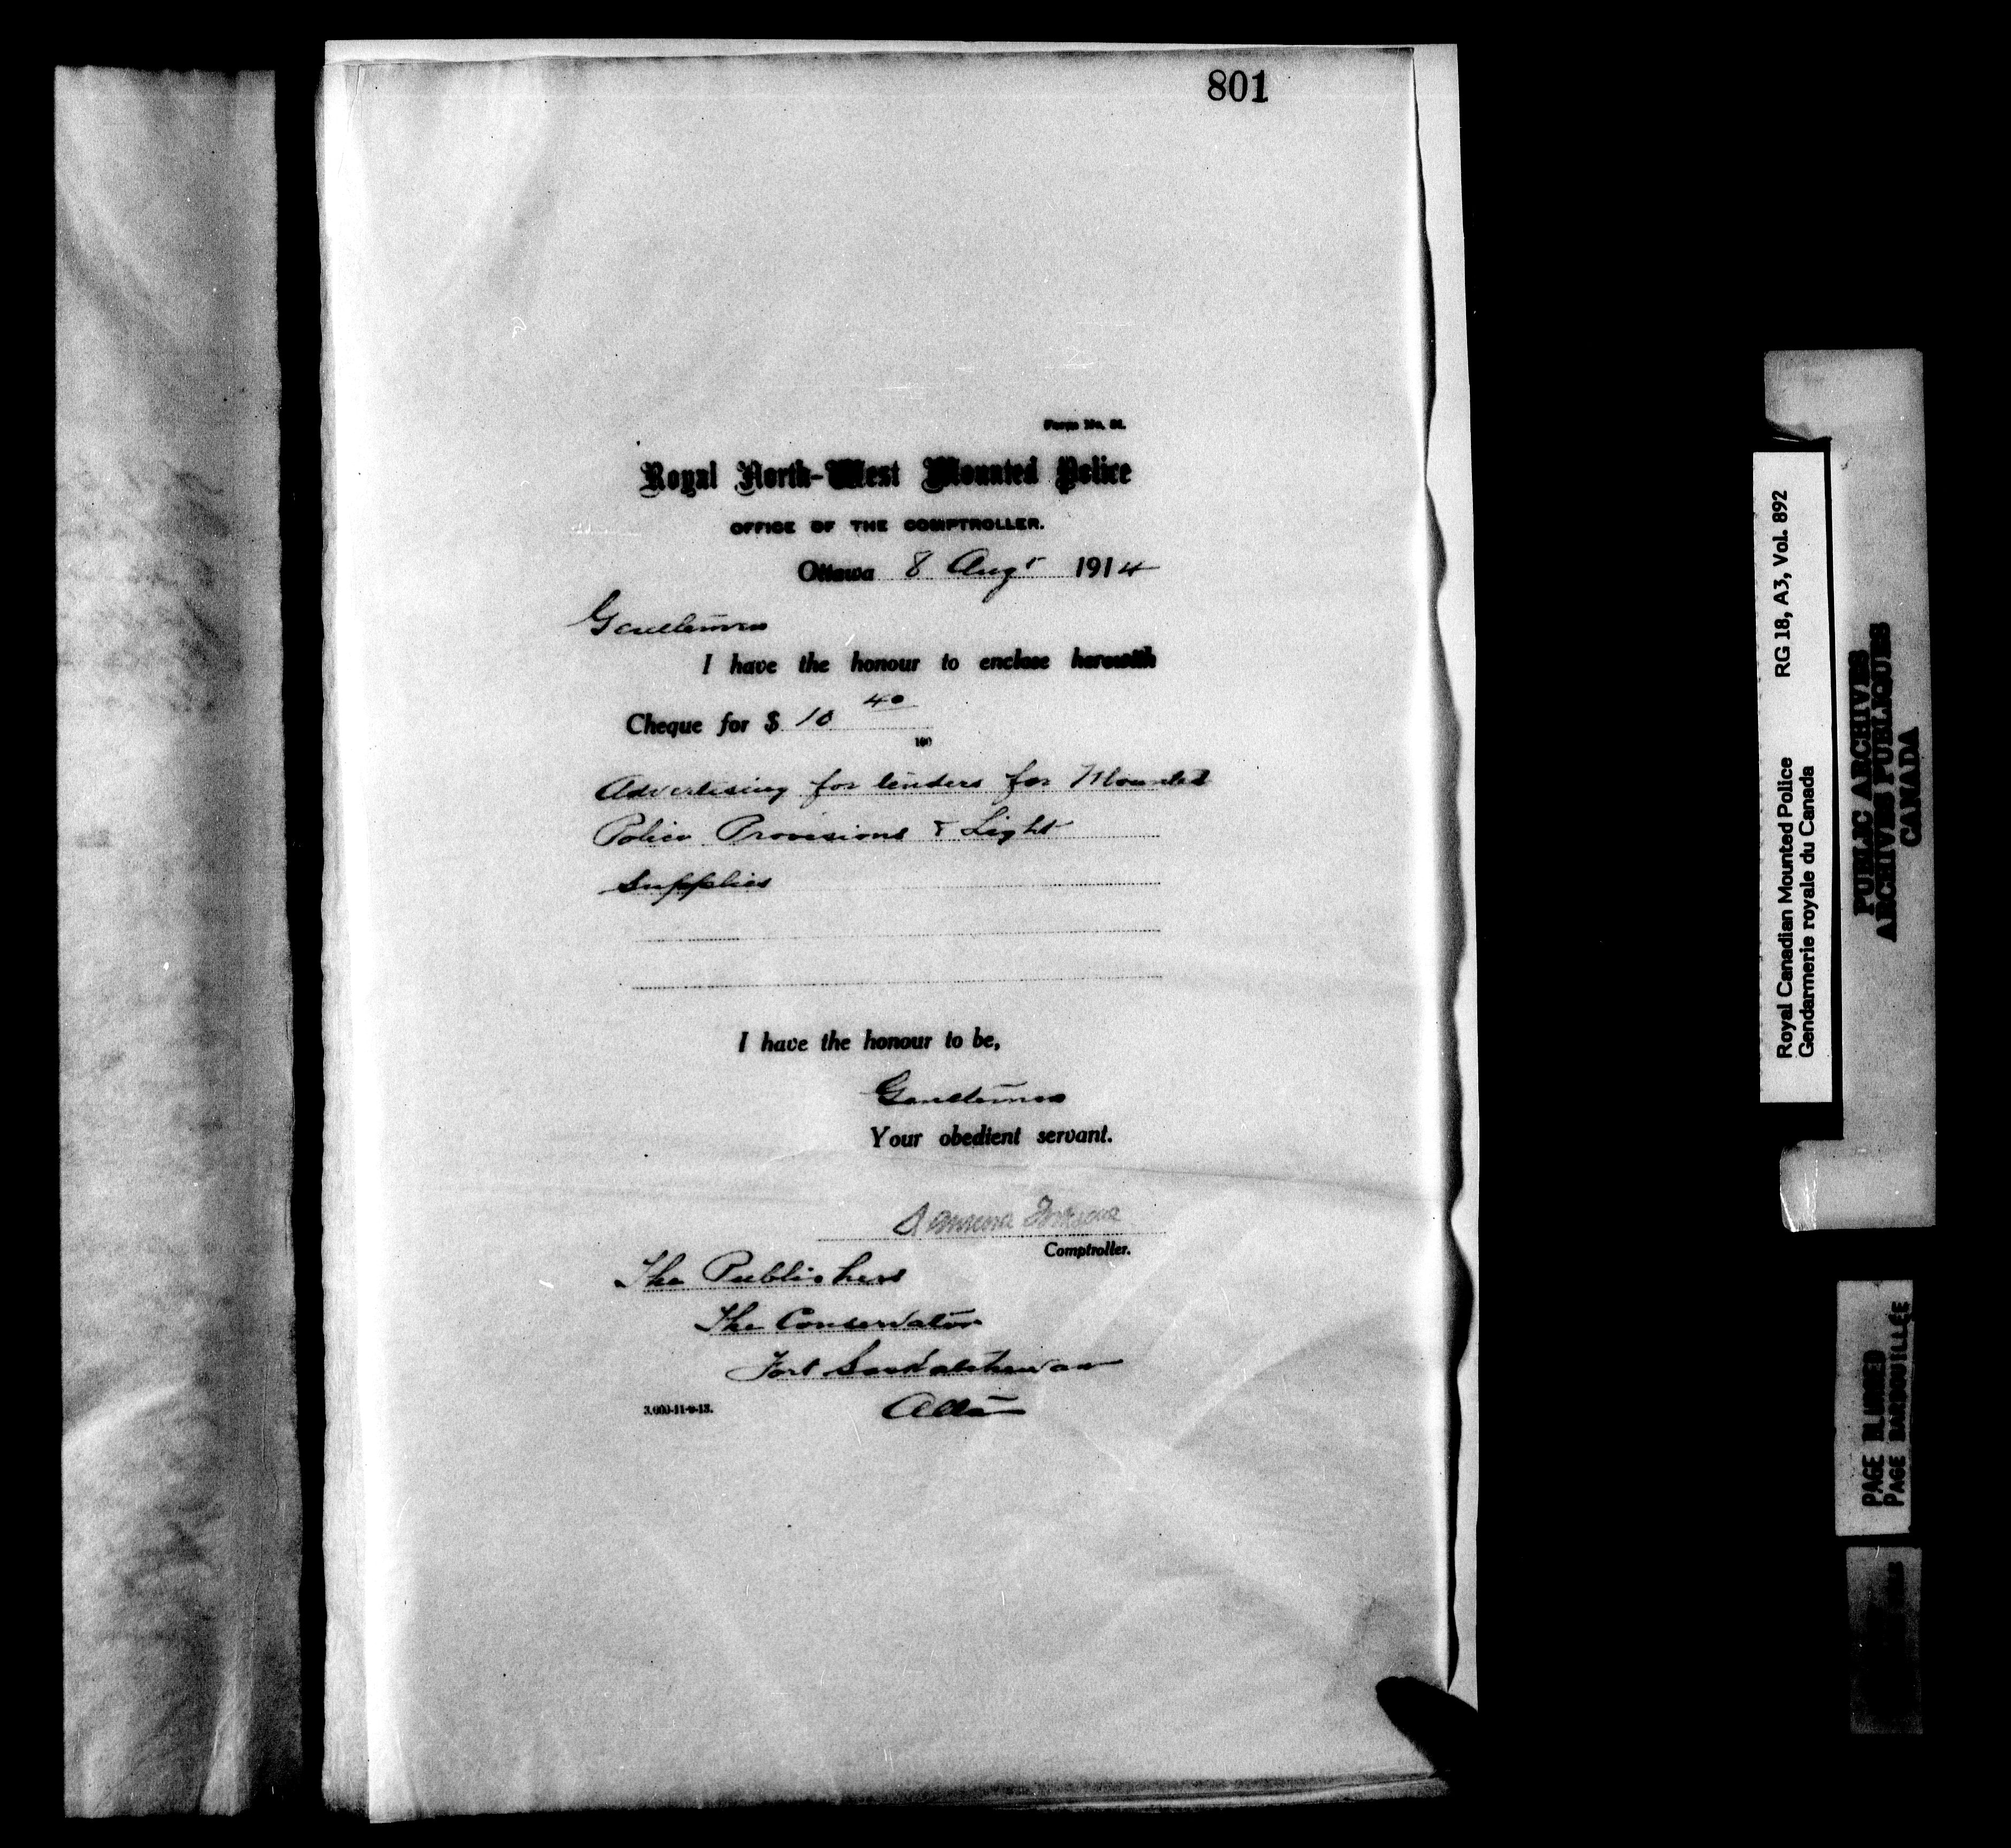 801
Form No. 81.
Royal North-West Mounted Police
OFFICE OF THE COMPTROLLER.
Ottawa 8 Augt 1914
Gentlemen
I have the honour to enclose herewith
Cheque for $ 10 40
100
Advertising for tenders for Mounted
Police Provisions & Light
Supplies
I have the honour to be,
Gentlemen
Your obedient servant.
Comptroller.
The Publishers
The Conservator
Fort Saskatchewan
Alta
3,000-11-9-13.
Royal Canadian Mounted Police RG 18, A3, Vol. 892
Gendarmerie royale du Canada
PUBLIC ARCHIVES
ARCHIVES PUBLIQUES
CANADA
PAGE BLURRED
PAGE BARBOUILLÉE